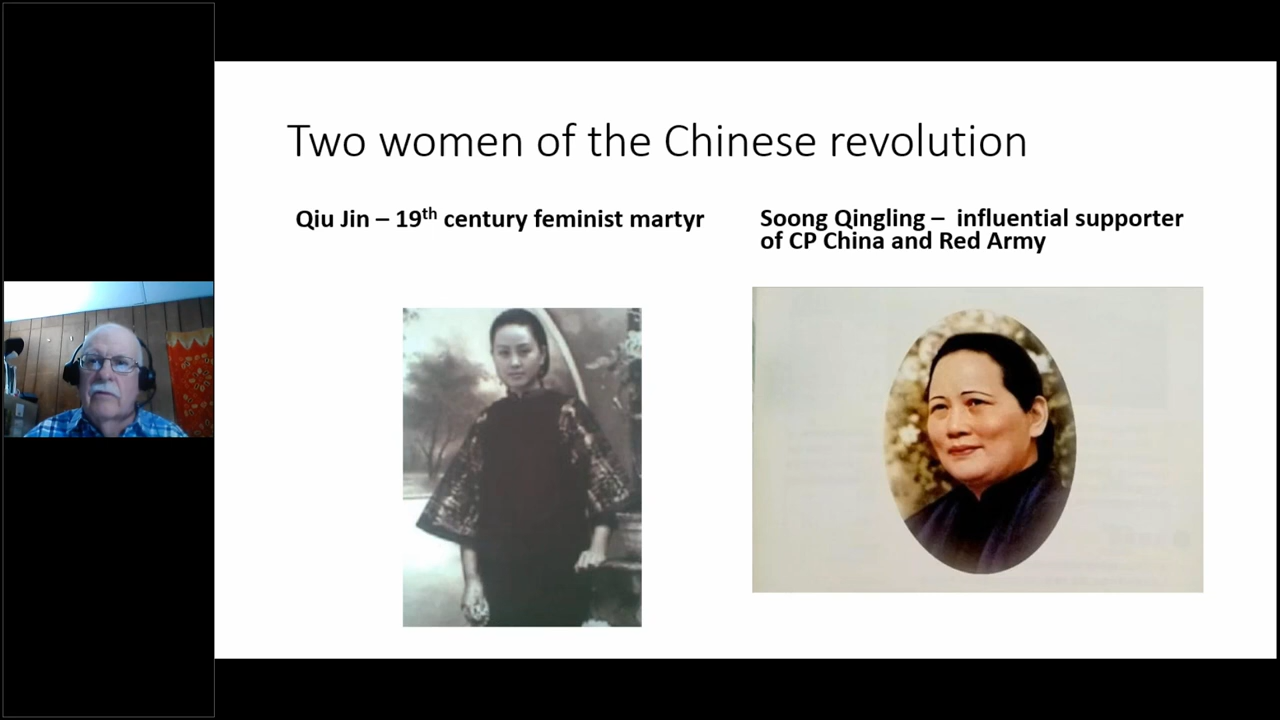 Two women of the Chinese revolution
Qiu Jin – 19th century feminist martyr
Soong Qingling – influential supporter
of CP China and Red Army